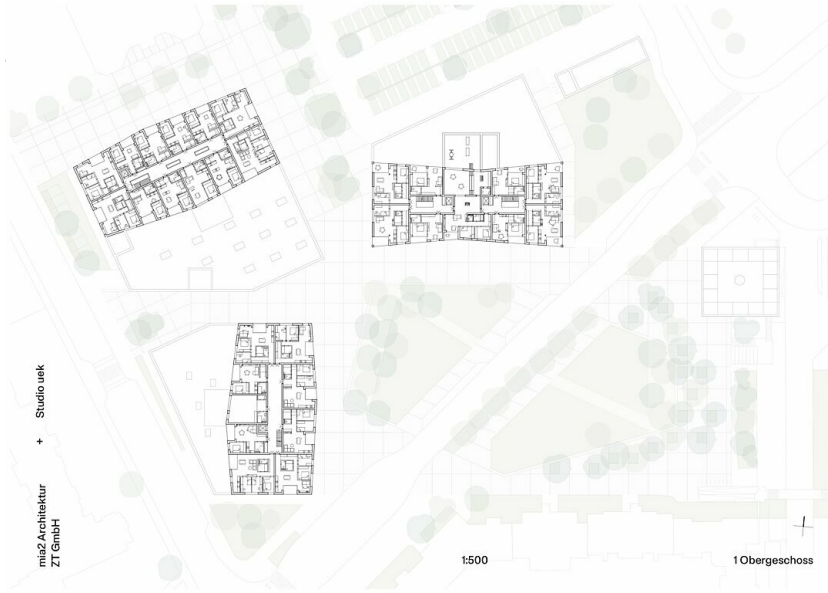 Studio uek
+
mia2 Architektur
ZT GmbH
1:500
1 Obergeschoss